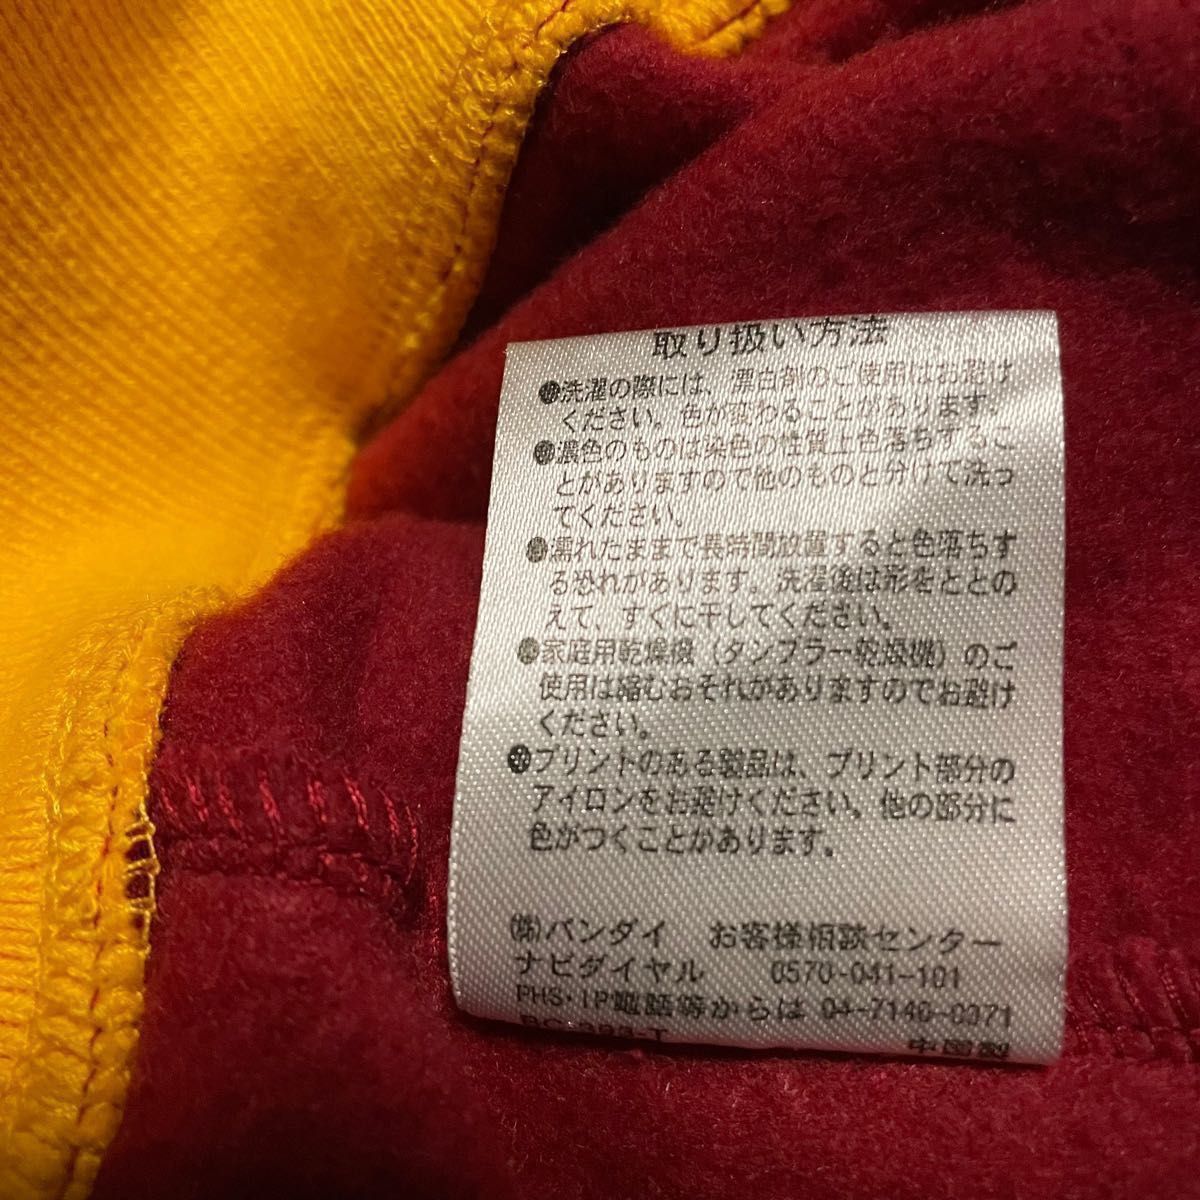 取り扱い方法
●洗濯の際には、漂白剤のご使用はお避け
ください。色が変わることがあります。
●濃色のものは染色の性質上色落ちするこ
とがありますので他のものと分けて洗っ
てください。
●濡れたままで長時間放置すると色落ちす
る恐れがあります。洗濯後は形をととの
えて、すぐに干してください。
●家庭用乾燥機（タンブラー乾燥機）のご
使用は縮むおそれがありますのでお避け
ください。
●プリントのある製品は、プリント部分の
アイロンをお避けください。他の部分に
色がつくことがあります。
㈱バンダイ お客様相談センター
ナビダイヤル 0570-041-101
PHS・IP電話等からは 04-7146-0371
中国製